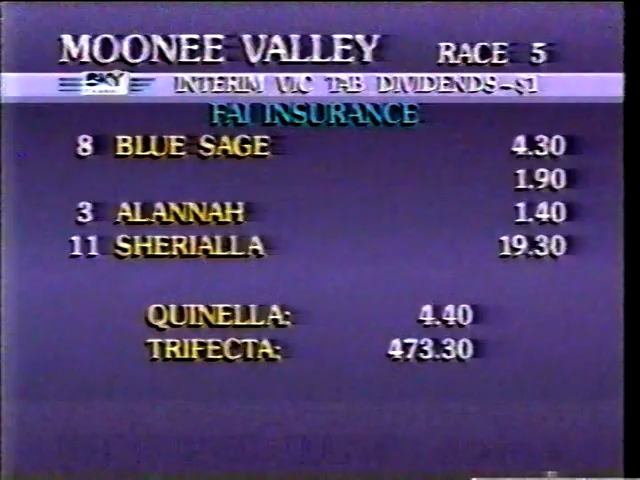 MOONEE VALLEY RACE 5
SKY INTERIM VIC TAB DIVIDENDS-$1
FAI INSURANCE
8 BLUE SAGE 4.30
1.90
3 ALANNAH 1.40
11 SHERIALLA 19.30
QUINELLA: 4.40
TRIFECTA: 473.30